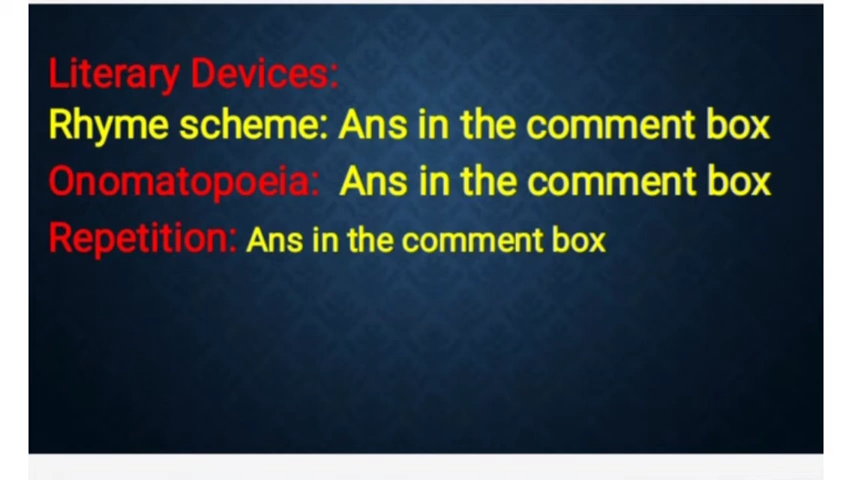 Literary Devices:
Rhyme scheme: Ans in the comment box
Onomatopoeia: Ans in the comment box
Repetition: Ans in the comment box